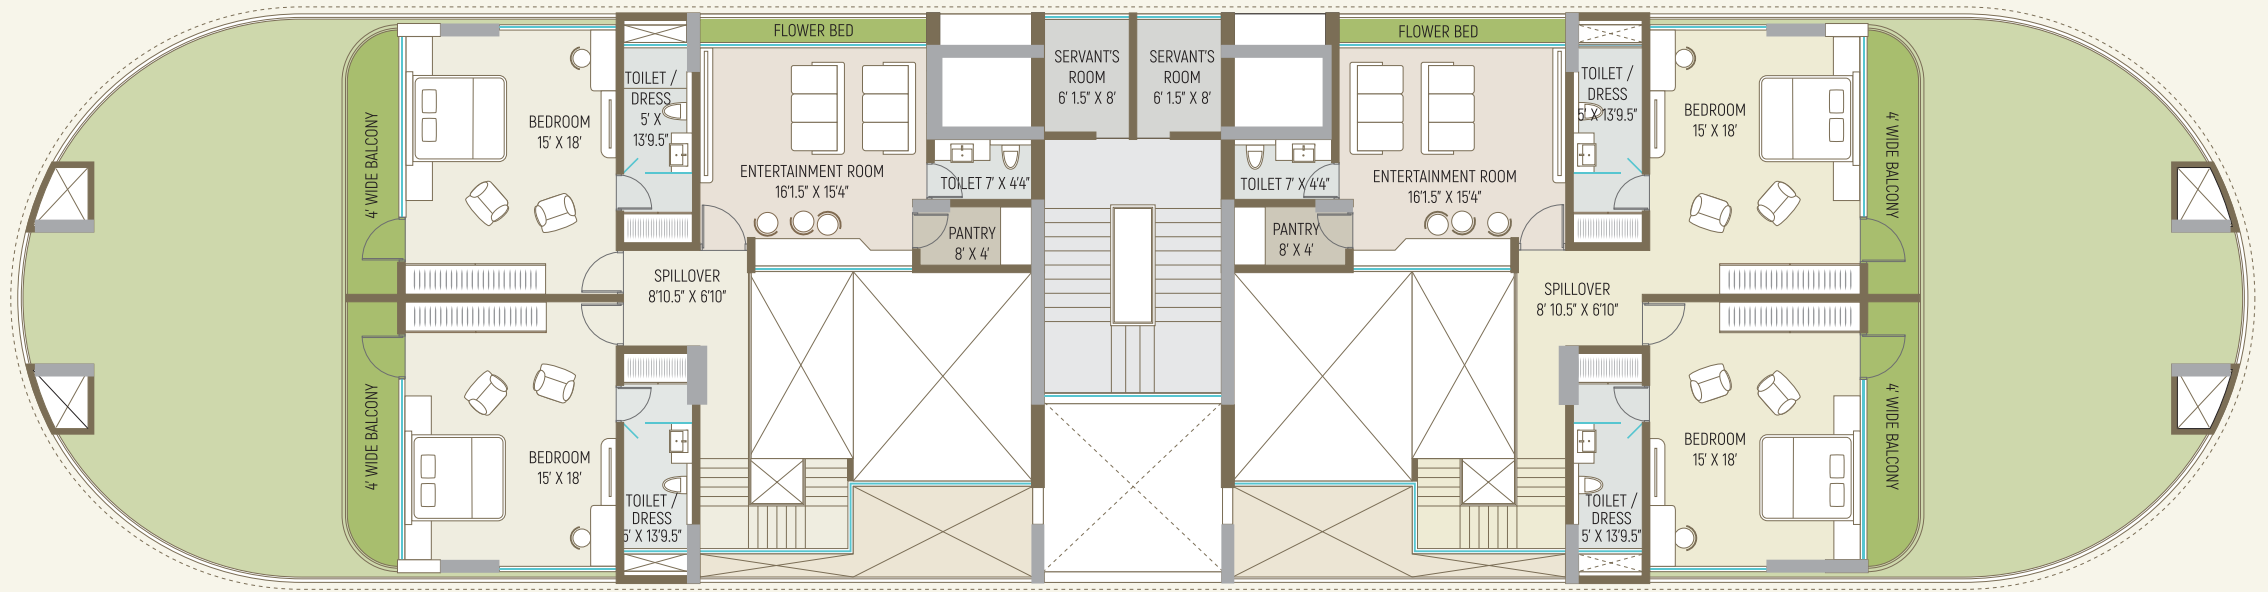 FLOWER BED
FLOWER BED
4' WIDE BALCONY
BEDROOM
15' X 18'
TOILET /
DRESS
5' X
13'9.5"
ENTERTAINMENT ROOM
16'1.5" X 15'4"
SERVANT'S
ROOM
6' 1.5" X 8'
SERVANT'S
ROOM
6' 1.5" X 8'
TOILET 7' X 4'4"
TOILET 7' X 4'4"
PANTRY
8' X 4'
PANTRY
8' X 4'
ENTERTAINMENT ROOM
16'1.5" X 15'4"
TOILET /
DRESS
5' X 13'9.5"
BEDROOM
15' X 18'
4' WIDE BALCONY
SPILLOVER
8'10.5" X 6'10"
SPILLOVER
8' 10.5" X 6'10"
4' WIDE BALCONY
BEDROOM
15' X 18'
TOILET /
DRESS
5' X 13'9.5"
TOILET /
DRESS
5' X 13'9.5"
BEDROOM
15' X 18'
4' WIDE BALCONY